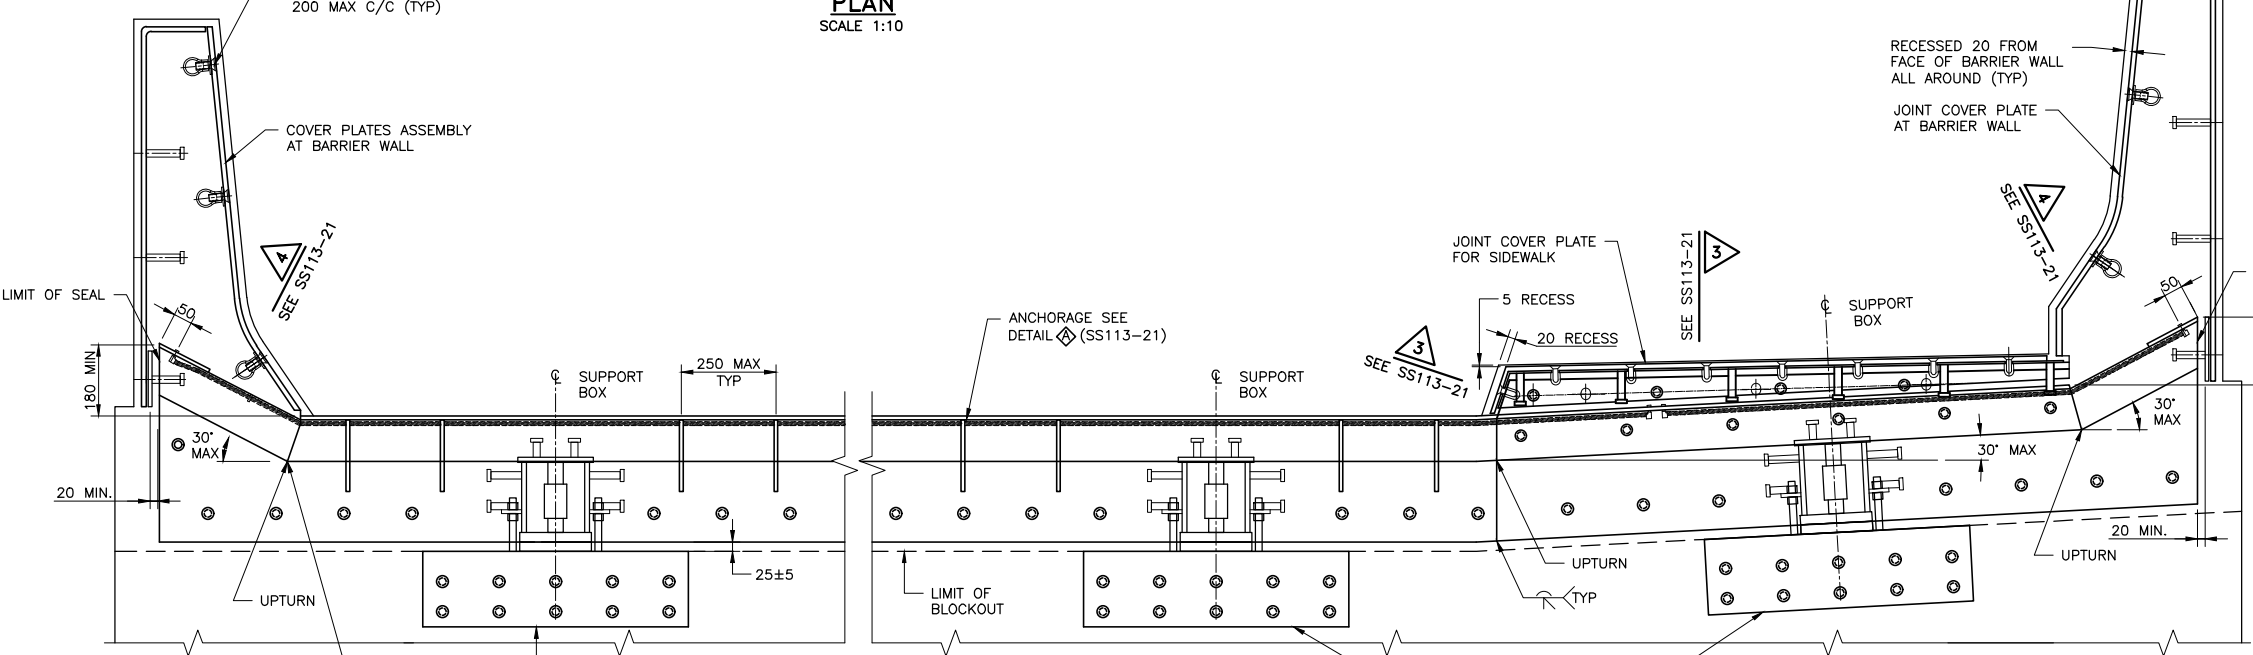 200 MAX C/C (TYP)
PLAN
SCALE 1:10
RECESSED 20 FROM
FACE OF BARRIER WALL
ALL AROUND (TYP)
JOINT COVER PLATE
AT BARRIER WALL
COVER PLATES ASSEMBLY
AT BARRIER WALL
4
SEE SS113-21
4
SEE SS113-21
LIMIT OF SEAL
50
50
JOINT COVER PLATE
FOR SIDEWALK
SEE SS113-21
3
5 RECESS
20 RECESS
3
SEE SS113-21
℄ SUPPORT
BOX
ANCHORAGE SEE
DETAIL A (SS113-21)
180 MIN
250 MAX
TYP
℄ SUPPORT
BOX
℄ SUPPORT
BOX
30°
MAX
30°
MAX
30° MAX
20 MIN.
20 MIN.
UPTURN
UPTURN
UPTURN
25±5
LIMIT OF
BLOCKOUT
TYP